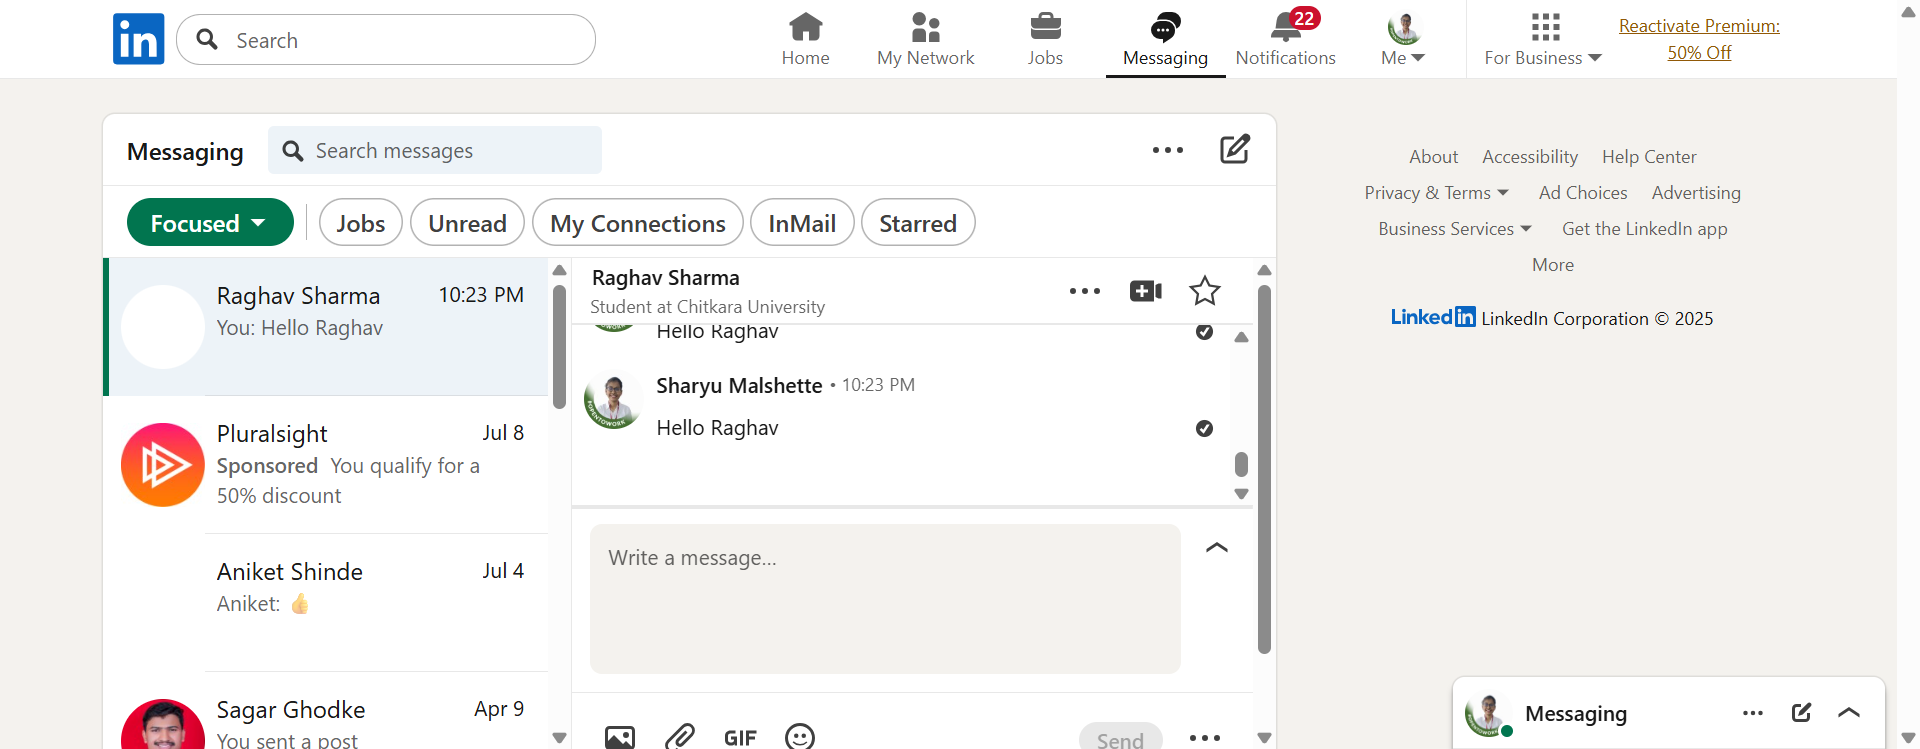 in
Search
Home
My Network
Jobs
Messaging
22
Notifications
Me
For Business
Reactivate Premium:
50% Off
Messaging
Search messages
Focused
Jobs
Unread
My Connections
InMail
Starred
Raghav Sharma
10:23 PM
You: Hello Raghav
Pluralsight
Jul 8
Sponsored You qualify for a
50% discount
Aniket Shinde
Jul 4
Aniket: 👍
Sagar Ghodke
Apr 9
You sent a post
Raghav Sharma
Student at Chitkara University
Hello Raghav
Sharyu Malshette • 10:23 PM
#OPENTOWORK
Hello Raghav
Write a message...
GIF
Send
About Accessibility Help Center
Privacy & Terms Ad Choices Advertising
Business Services Get the LinkedIn app
More
Linked in LinkedIn Corporation © 2025
Messaging